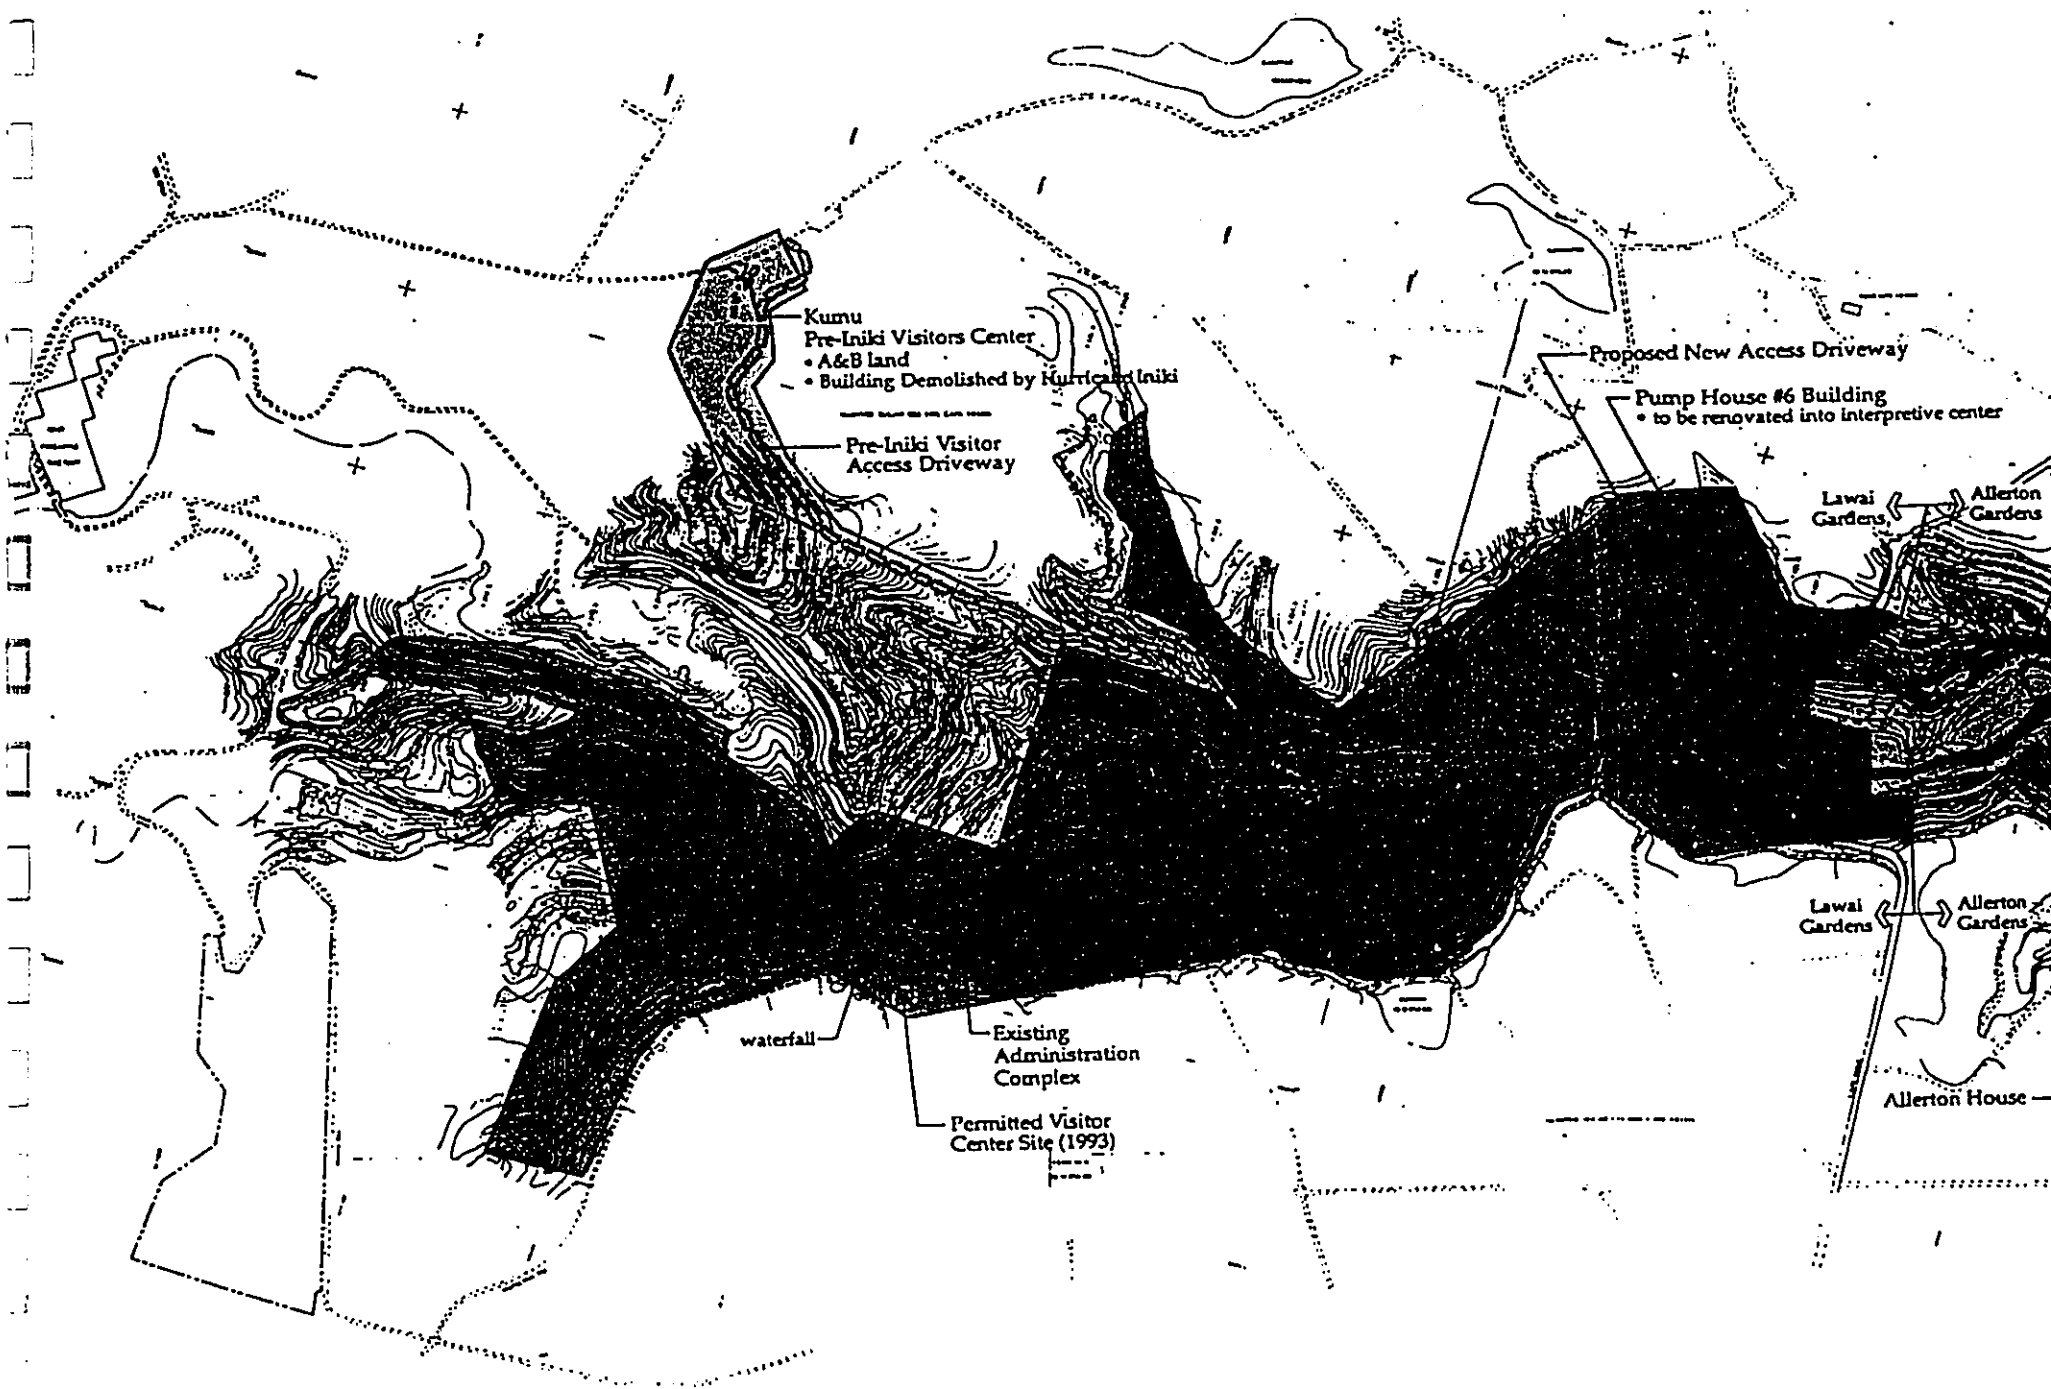 Kumu
Pre-Iniki Visitors Center
• A&B land
• Building Demolished by Hurricane Iniki
Pre-Iniki Visitor
Access Driveway
Proposed New Access Driveway
Pump House #6 Building
• to be renovated into interpretive center
Lawai
Gardens
Allerton
Gardens
Lawai
Gardens
Allerton
Gardens
waterfall
Existing
Administration
Complex
Permitted Visitor
Center Site (1993)
Allerton House